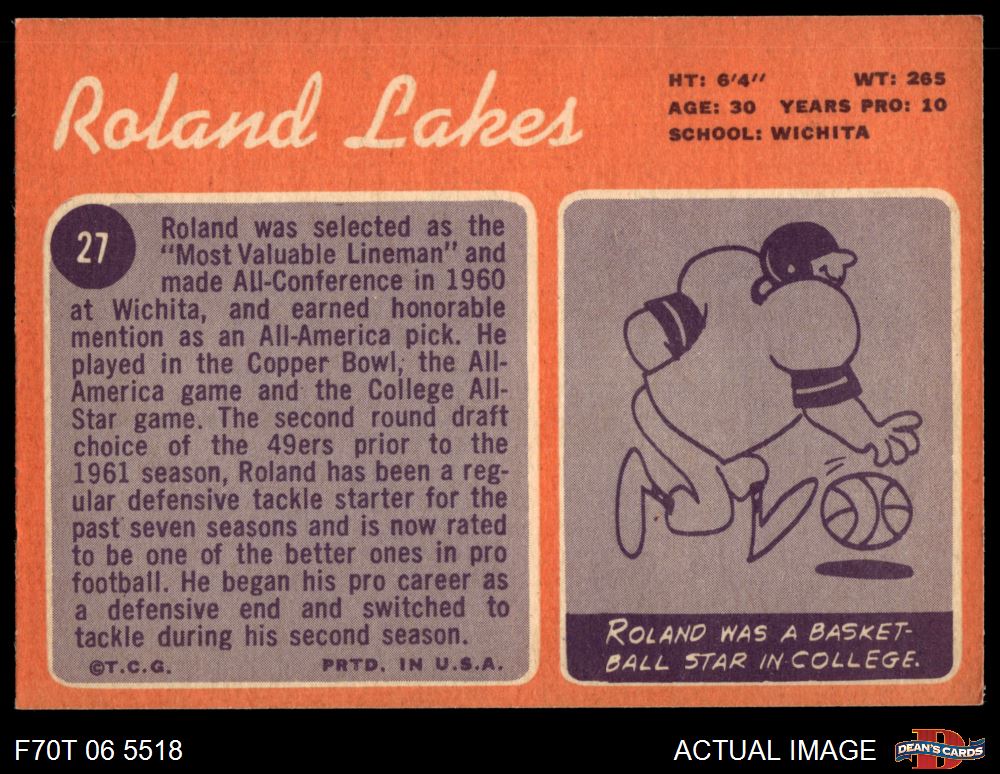 Roland Lakes
HT: 6'4" WT: 265
AGE: 30 YEARS PRO: 10
SCHOOL: WICHITA
27
Roland was selected as the
"Most Valuable Lineman" and
made All-Conference in 1960
at Wichita, and earned honorable
mention as an All-America pick. He
played in the Copper Bowl, the All-
America game and the College All-
Star game. The second round draft
choice of the 49ers prior to the
1961 season, Roland has been a reg-
ular defensive tackle starter for the
past seven seasons and is now rated
to be one of the better ones in pro
football. He began his pro career as
a defensive end and switched to
tackle during his second season.
©T.C.G. PRTD. IN U.S.A.
ROLAND WAS A BASKET-
BALL STAR IN COLLEGE.
F70T 06 5518
ACTUAL IMAGE
D
DEAN'S CARDS